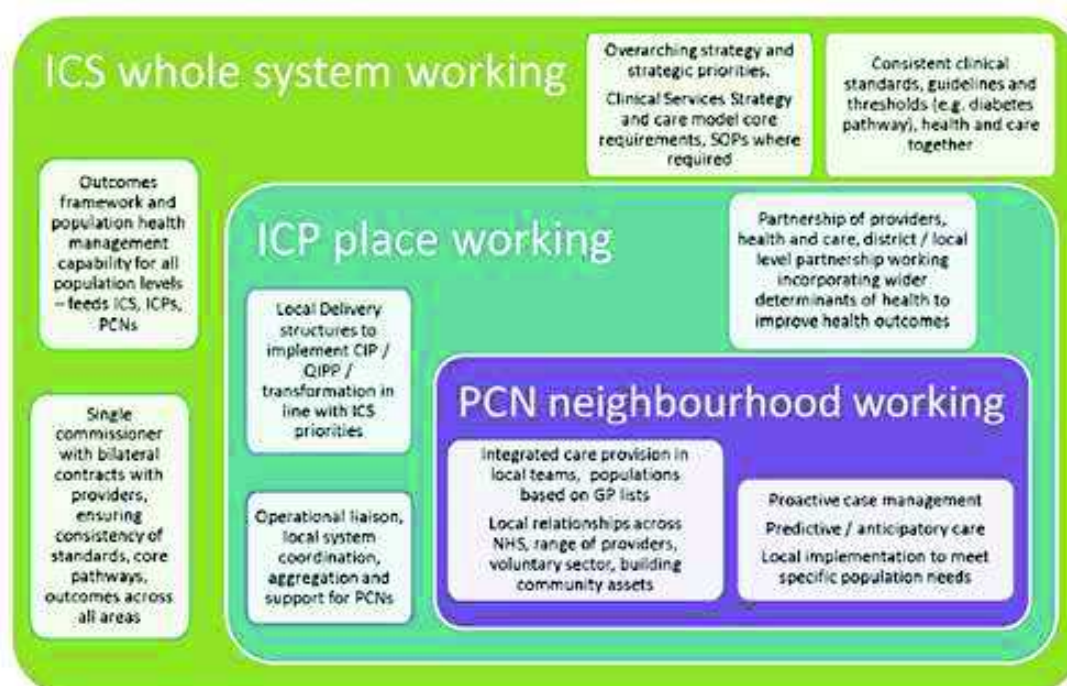 ICS whole system working
Overarching strategy and
strategic priorities,
Clinical Services Strategy
and care model core
requirements, SOPs where
required
Consistent clinical
standards, guidelines and
thresholds (e.g. diabetes
pathway), health and care
together
Outcomes
framework and
population health
management
capability for all
population levels
– feeds ICS, ICPs,
PCNs
Single
commissioner
with bilateral
contracts with
providers,
ensuring
consistency of
standards, core
pathways,
outcomes across
all areas
ICP place working
Partnership of providers,
health and care, district / local
level partnership working
incorporating wider
determinants of health to
improve health outcomes
Local Delivery
structures to
implement CIP /
QIPP /
transformation in
line with ICS
priorities
Operational liaison,
local system
coordination,
aggregation and
support for PCNs
PCN neighbourhood working
Integrated care provision in
local teams, populations
based on GP lists
Local relationships across
NHS, range of providers,
voluntary sector, building
community assets
Proactive case management
Predictive / anticipatory care
Local implementation to meet
specific population needs